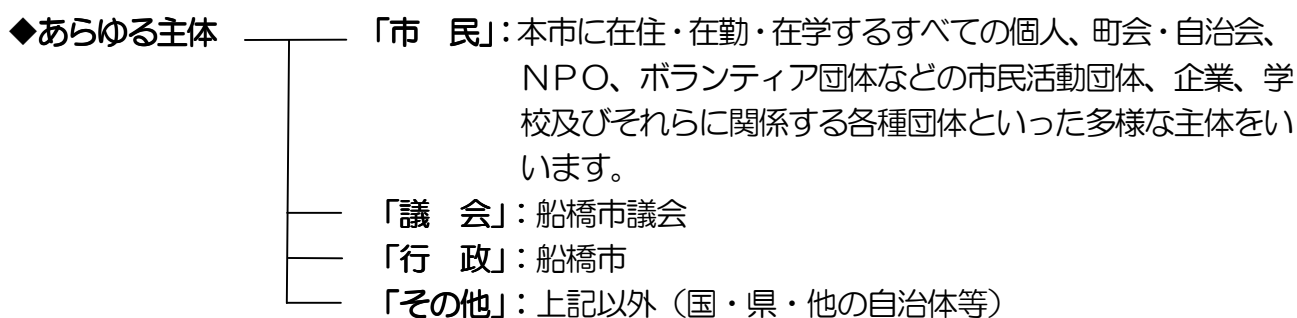 ◆あらゆる主体 「市　民」：本市に在住・在勤・在学するすべての個人、町会・自治会、
ＮＰＯ、ボランティア団体などの市民活動団体、企業、学
校及びそれらに関係する各種団体といった多様な主体をい
います。
「議　会」：船橋市議会
「行　政」：船橋市
「その他」：上記以外（国・県・他の自治体等）